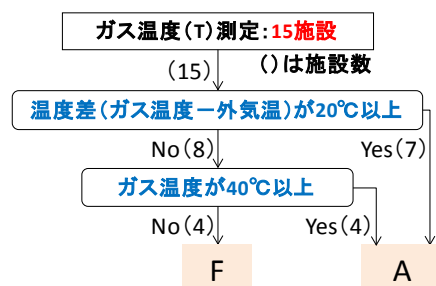 ガス温度(T)測定:15施設
(15)
()は施設数
温度差(ガス温度－外気温)が20℃以上
No(8)
Yes(7)
ガス温度が40℃以上
No(4)
Yes(4)
F
A